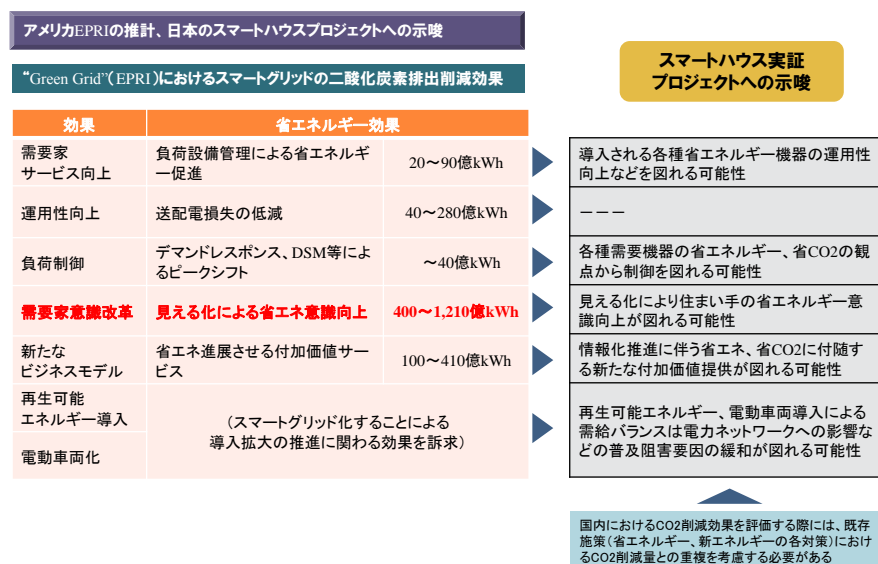 アメリカEPRIの推計、日本のスマートハウスプロジェクトへの示唆
“Green Grid”（EPRI）におけるスマートグリッドの二酸化炭素排出削減効果
スマートハウス実証
プロジェクトへの示唆
効果
省エネルギー効果
需要家
サービス向上
負荷設備管理による省エネルギ
ー促進
20～90億kWh
導入される各種省エネルギー機器の運用性
向上などを図れる可能性
運用性向上
送配電損失の低減
40～280億kWh
－－－
負荷制御
デマンドレスポンス、DSM等によ
るピークシフト
～40億kWh
各種需要機器の省エネルギー、省CO2の観
点から制御を図れる可能性
需要家意識改革
見える化による省エネ意識向上
400～1,210億kWh
見える化により住まい手の省エネルギー意
識向上が図れる可能性
新たな
ビジネスモデル
省エネ進展させる付加価値サー
ビス
100～410億kWh
情報化推進に伴う省エネ、省CO2に付随す
る新たな付加価値提供が図れる可能性
再生可能
エネルギー導入
電動車両化
（スマートグリッド化することによる
導入拡大の推進に関わる効果を訴求）
再生可能エネルギー、電動車両導入による
需給バランスは電力ネットワークへの影響な
どの普及阻害要因の緩和が図れる可能性
国内におけるCO2削減効果を評価する際には、既存
施策（省エネルギー、新エネルギーの各対策）におけ
るCO2削減量との重複を考慮する必要がある